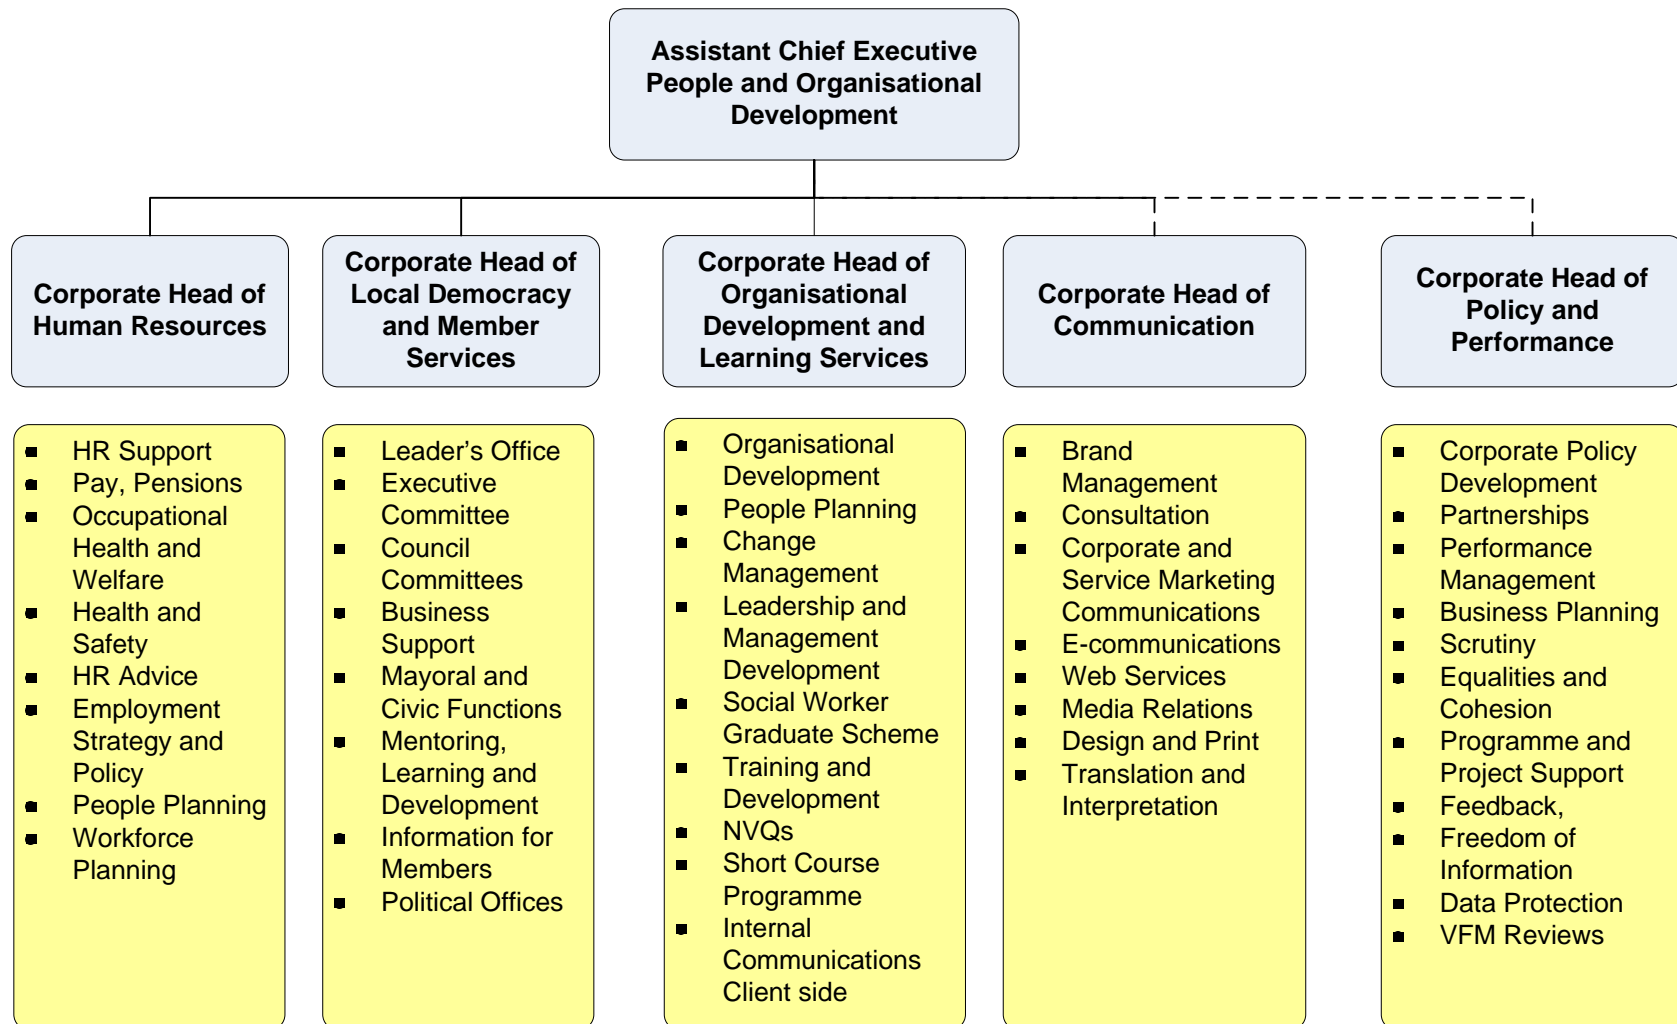 Assistant Chief Executive
People and Organisational
Development
Corporate Head of
Human Resources
Corporate Head of
Local Democracy
and Member
Services
Corporate Head of
Organisational
Development and
Learning Services
Corporate Head of
Communication
Corporate Head of
Policy and
Performance
▪ HR Support
▪ Pay, Pensions
▪ Occupational
Health and
Welfare
▪ Health and
Safety
▪ HR Advice
▪ Employment
Strategy and
Policy
▪ People Planning
▪ Workforce
Planning
▪ Leader’s Office
▪ Executive
Committee
▪ Council
Committees
▪ Business
Support
▪ Mayoral and
Civic Functions
▪ Mentoring,
Learning and
Development
▪ Information for
Members
▪ Political Offices
▪ Organisational
Development
▪ People Planning
▪ Change
Management
▪ Leadership and
Management
Development
▪ Social Worker
Graduate Scheme
▪ Training and
Development
▪ NVQs
▪ Short Course
Programme
▪ Internal
Communications
Client side
▪ Brand
Management
▪ Consultation
▪ Corporate and
Service Marketing
Communications
▪ E-communications
▪ Web Services
▪ Media Relations
▪ Design and Print
▪ Translation and
Interpretation
▪ Corporate Policy
Development
▪ Partnerships
▪ Performance
Management
▪ Business Planning
▪ Scrutiny
▪ Equalities and
Cohesion
▪ Programme and
Project Support
▪ Feedback,
▪ Freedom of
Information
▪ Data Protection
▪ VFM Reviews